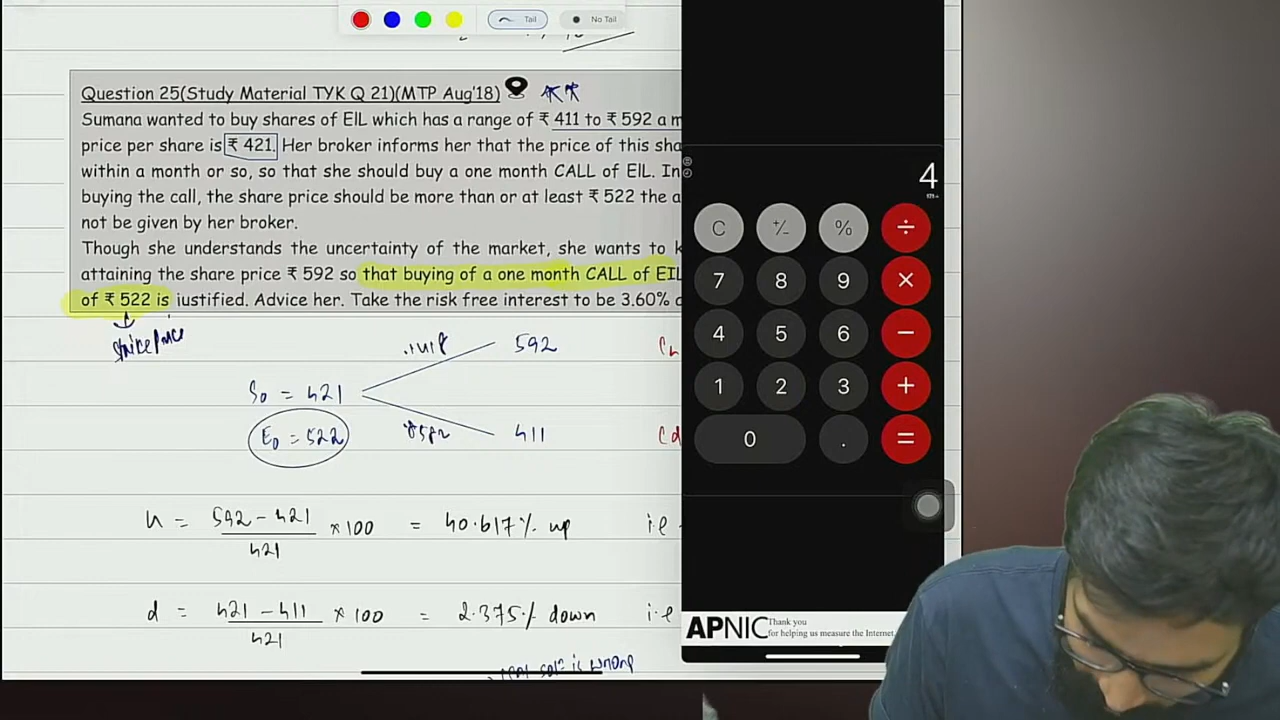 Tail
No Tail
Question 25(Study Material TYK Q 21)(MTP Aug'18)
Sumana wanted to buy shares of EIL which has a range of ₹ 411 to ₹ 592 a m
price per share is ₹ 421. Her broker informs her that the price of this sha
within a month or so, so that she should buy a one month CALL of EIL. In
buying the call, the share price should be more than or at least ₹ 522 the a
not be given by her broker.
Though she understands the uncertainty of the market, she wants to k
attaining the share price ₹ 592 so that buying of a one month CALL of EIL
of ₹ 522 is justified. Advice her. Take the risk free interest to be 3.60%
strike price
.1418 592
S₀ = 421
E₀ = 522
.8582 411
Cd
u = 592 - 421 / 421 × 100 = 40.617% up i.e
d = 421 - 411 / 421 × 100 = 2.375% down i.e
is wrong
4
C +/- % ÷
7 8 9 ×
4 5 6 −
1 2 3 +
0 . =
APNIC
Thank you
for helping us measure the Internet.